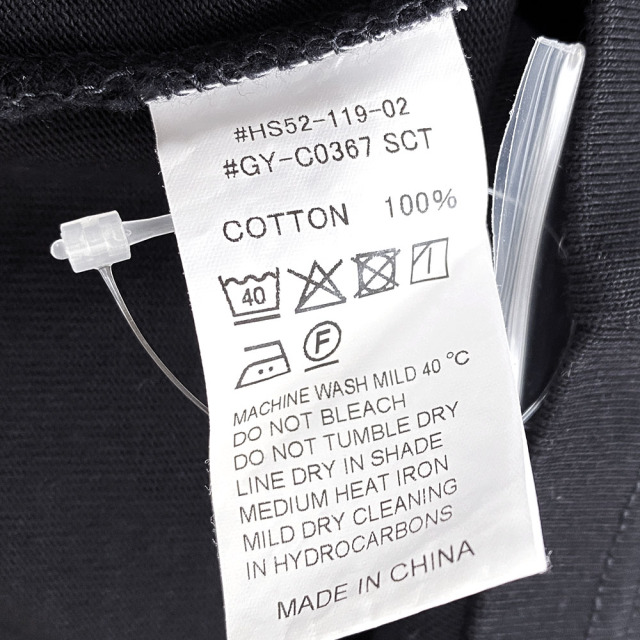 #HS52-119-02
#GY-C0367 SCT
COTTON 100%
40
F
MACHINE WASH MILD 40 °C
DO NOT BLEACH
DO NOT TUMBLE DRY
LINE DRY IN SHADE
MEDIUM HEAT IRON
MILD DRY CLEANING
IN HYDROCARBONS
MADE IN CHINA